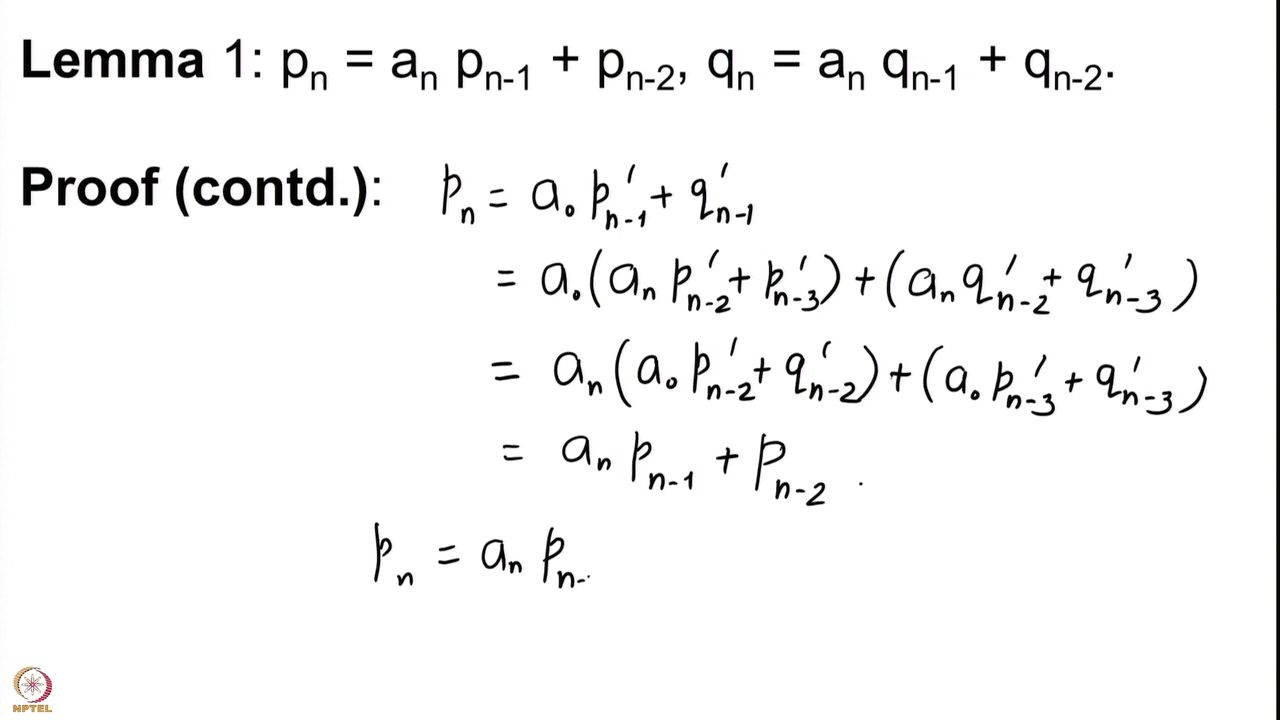 Lemma 1: pₙ = aₙ pₙ₋₁ + pₙ₋₂, qₙ = aₙ qₙ₋₁ + qₙ₋₂.
Proof (contd.): pₙ = a₀ p′ₙ₋₁ + q′ₙ₋₁
= a₀(aₙ p′ₙ₋₂ + p′ₙ₋₃) + (aₙ q′ₙ₋₂ + q′ₙ₋₃)
= aₙ(a₀ p′ₙ₋₂ + q′ₙ₋₂) + (a₀ p′ₙ₋₃ + q′ₙ₋₃)
= aₙ pₙ₋₁ + pₙ₋₂ .
pₙ = aₙ pₙ₋
NPTEL